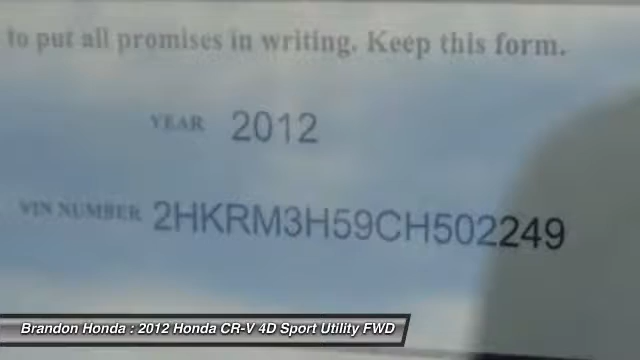 to put all promises in writing. Keep this form.
YEAR 2012
VIN NUMBER 2HKRM3H59CH502249
Brandon Honda : 2012 Honda CR-V 4D Sport Utility FWD